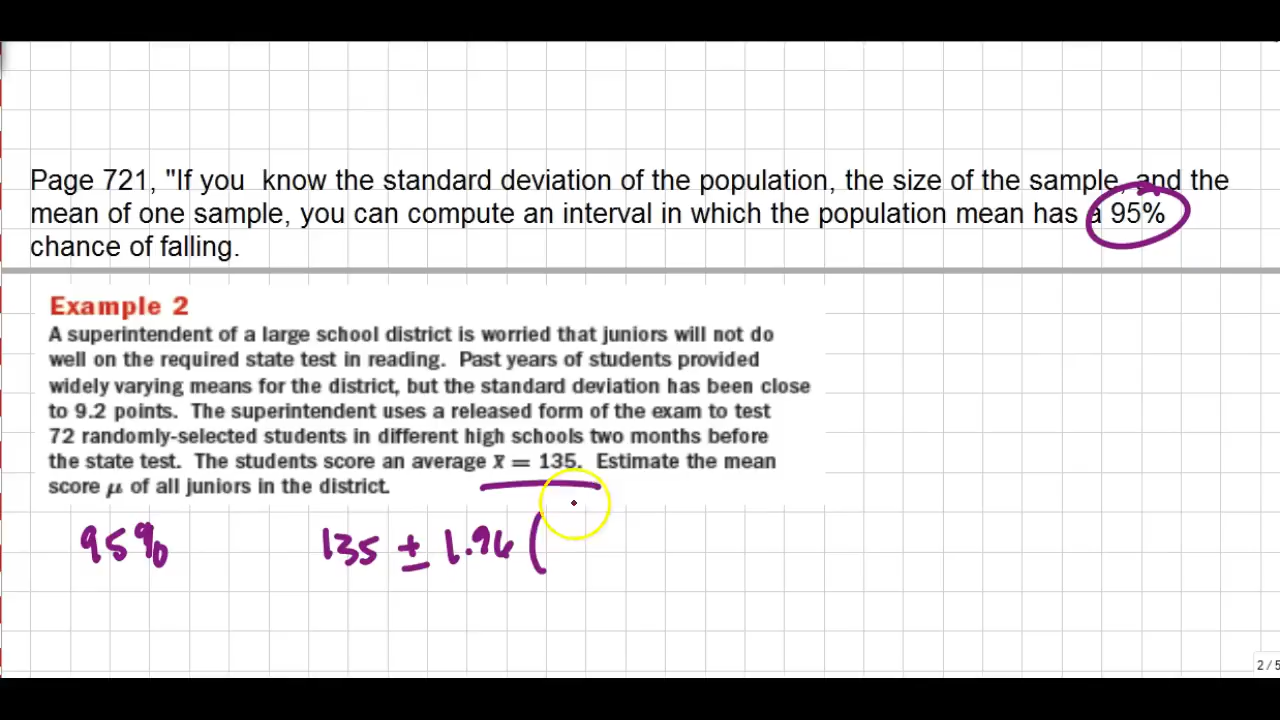 Page 721, "If you know the standard deviation of the population, the size of the sample, and the
mean of one sample, you can compute an interval in which the population mean has a 95%
chance of falling.
Example 2
A superintendent of a large school district is worried that juniors will not do
well on the required state test in reading. Past years of students provided
widely varying means for the district, but the standard deviation has been close
to 9.2 points. The superintendent uses a released form of the exam to test
72 randomly-selected students in different high schools two months before
the state test. The students score an average x̄ = 135. Estimate the mean
score μ of all juniors in the district.
95% 135 ± 1.96 (
2 / 5